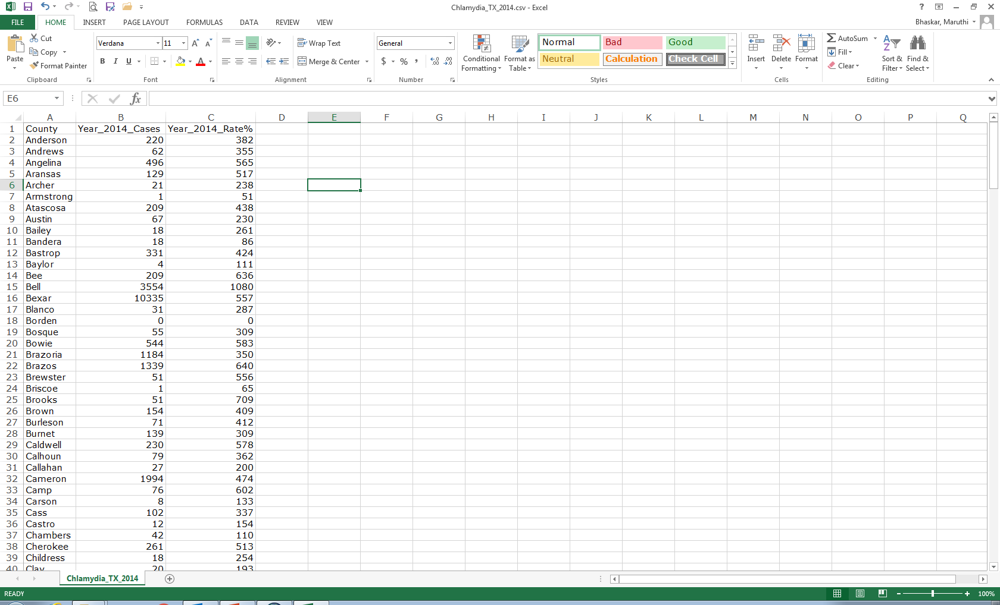 Chlamydia_TX_2014.csv - Excel
?
FILE HOME INSERT PAGE LAYOUT FORMULAS DATA REVIEW VIEW
Bhaskar, Maruthi
Paste
Cut
Copy
Format Painter
Clipboard
Verdana 11 A A
B I U A
Font
Wrap Text
Merge & Center
Alignment
General
$ % ,
Number
Conditional Formatting
Format as Table
Normal Bad Good
Neutral Calculation Check Cell
Styles
Insert Delete Format
Cells
AutoSum
Fill
Clear
Sort & Filter
Find & Select
Editing
E6 fx
A B C D E F G H I J K L M N O P Q
1 County Year_2014_Cases Year_2014_Rate%
2 Anderson 220 382
3 Andrews 62 355
4 Angelina 496 565
5 Aransas 129 517
6 Archer 21 238
7 Armstrong 1 51
8 Atascosa 209 438
9 Austin 67 230
10 Bailey 18 261
11 Bandera 18 86
12 Bastrop 331 424
13 Baylor 4 111
14 Bee 209 636
15 Bell 3554 1080
16 Bexar 10335 557
17 Blanco 31 287
18 Borden 0 0
19 Bosque 55 309
20 Bowie 544 583
21 Brazoria 1184 350
22 Brazos 1339 640
23 Brewster 51 556
24 Briscoe 1 65
25 Brooks 51 709
26 Brown 154 409
27 Burleson 71 412
28 Burnet 139 309
29 Caldwell 230 578
30 Calhoun 79 362
31 Callahan 27 200
32 Cameron 1994 474
33 Camp 76 602
34 Carson 8 133
35 Cass 102 337
36 Castro 12 154
37 Chambers 42 110
38 Cherokee 261 513
39 Childress 18 254
40 Clay 20 193
Chlamydia_TX_2014
READY
100%